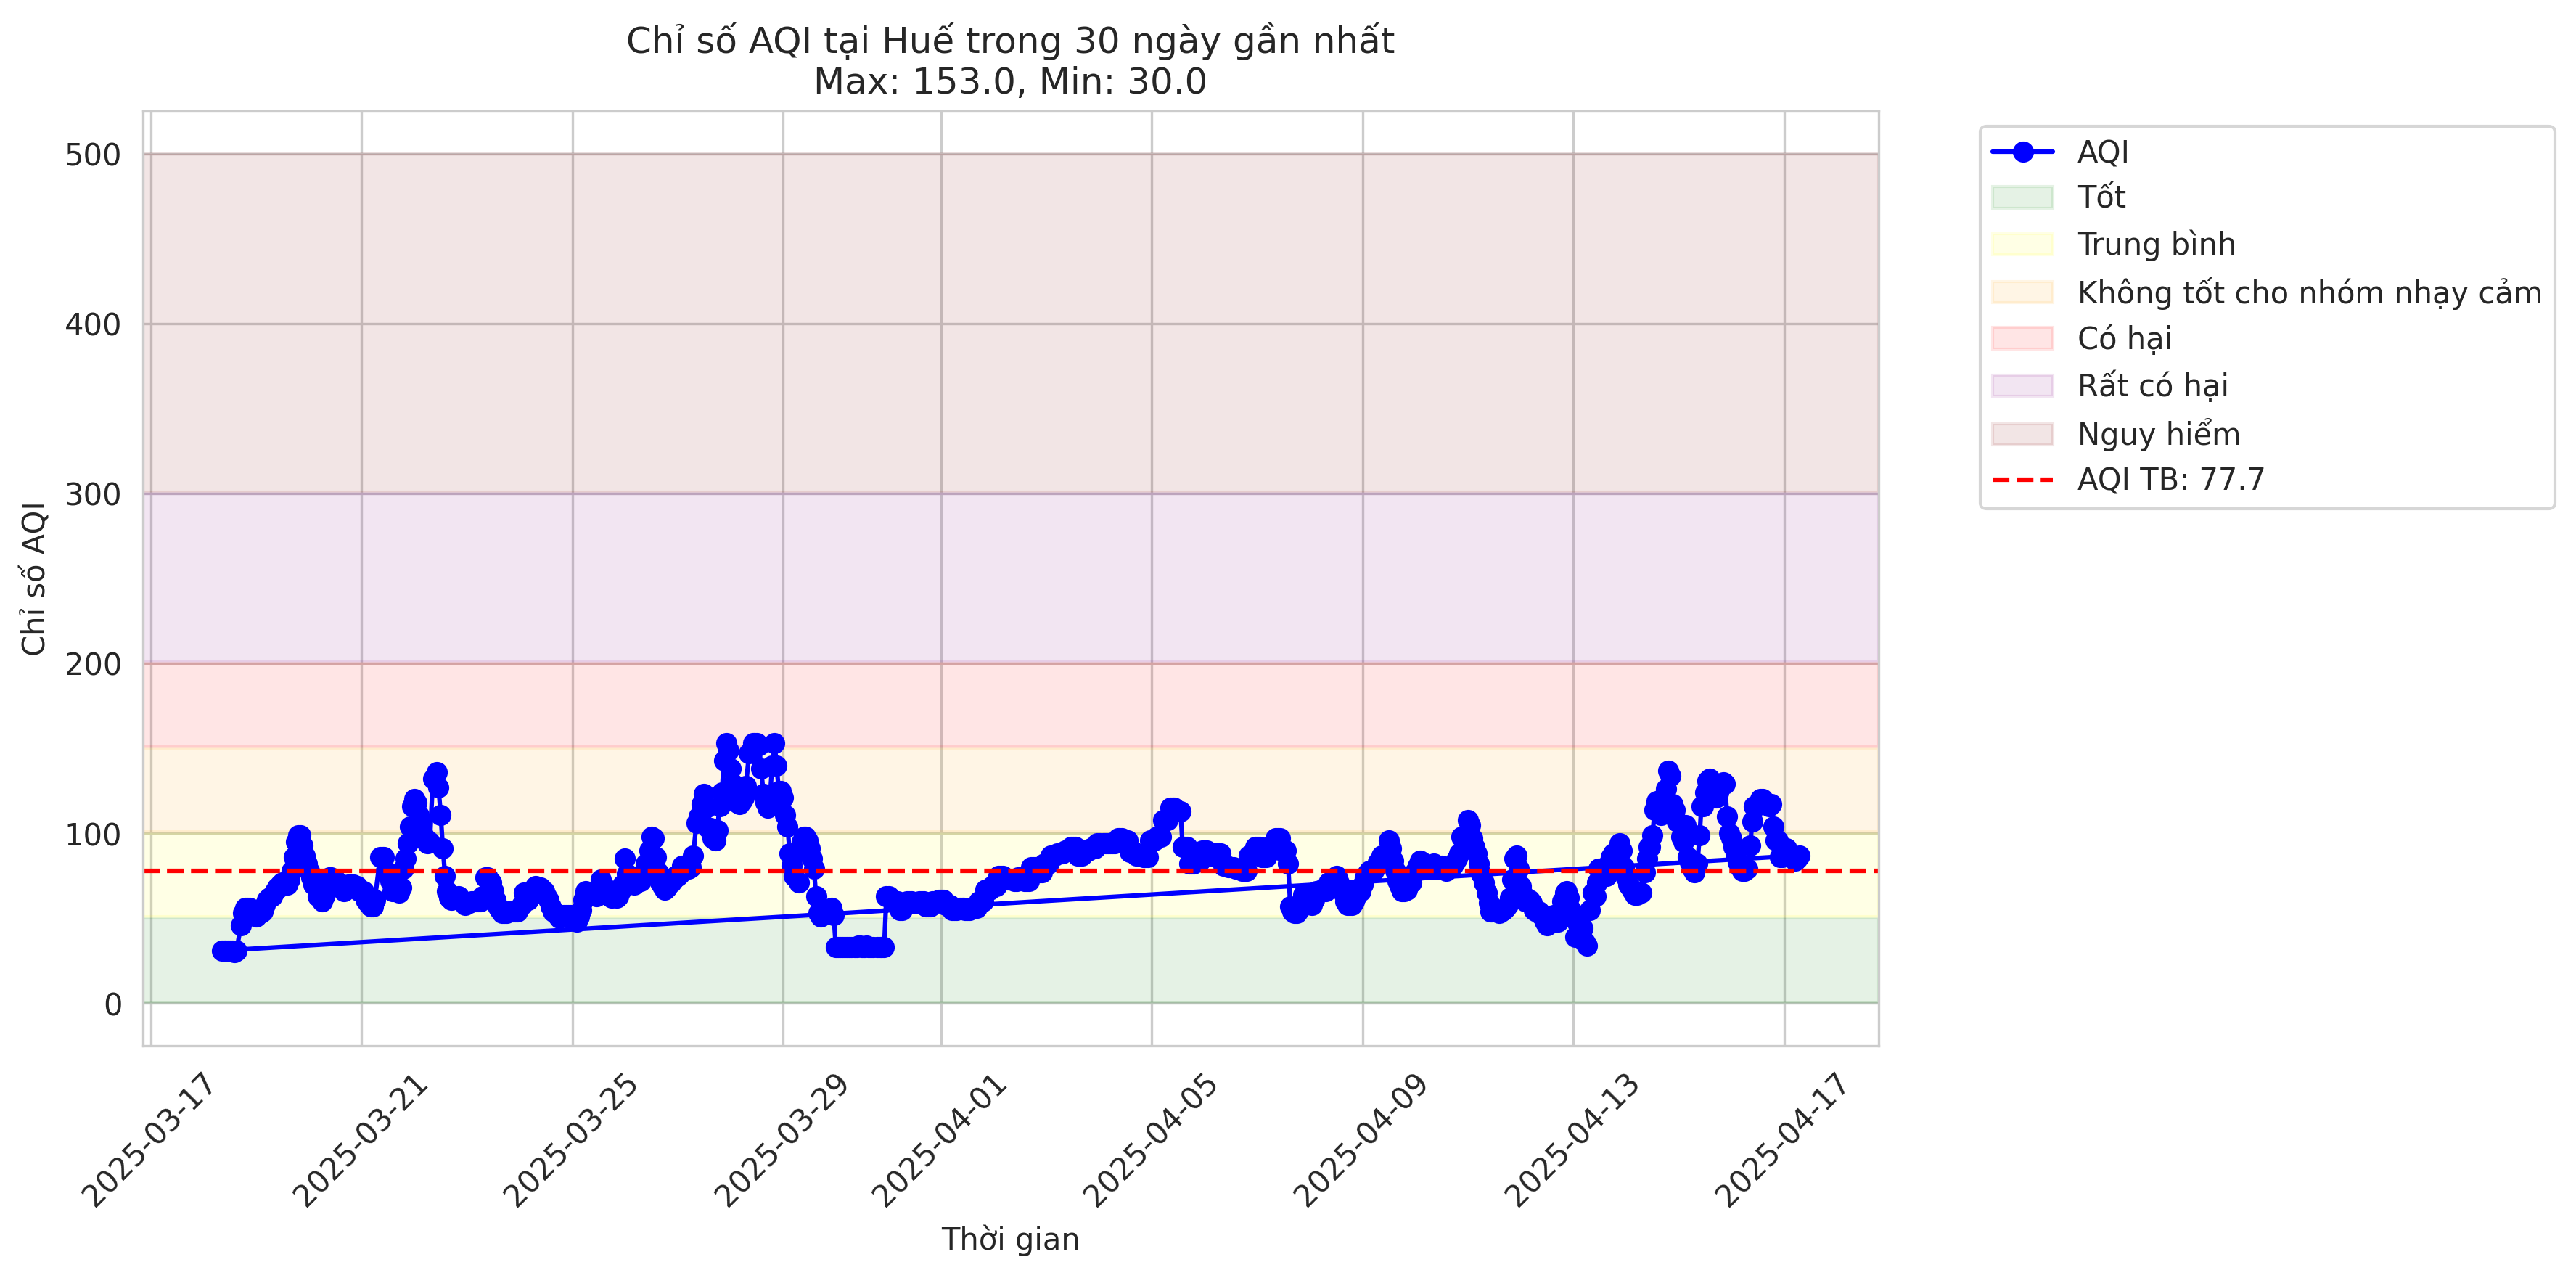 Chỉ số AQI tại Huế trong 30 ngày gần nhất
Max: 153.0, Min: 30.0
Chỉ số AQI
500
400
300
200
100
0
2025-03-17
2025-03-21
2025-03-25
2025-03-29
2025-04-01
2025-04-05
2025-04-09
2025-04-13
2025-04-17
Thời gian
AQI
Tốt
Trung bình
Không tốt cho nhóm nhạy cảm
Có hại
Rất có hại
Nguy hiểm
AQI TB: 77.7